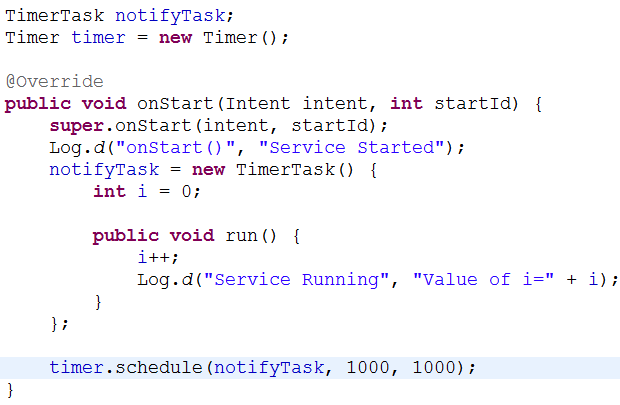 TimerTask notifyTask;
Timer timer = new Timer();
@Override
public void onStart(Intent intent, int startId) {
super.onStart(intent, startId);
Log.d("onStart()", "Service Started");
notifyTask = new TimerTask() {
int i = 0;
public void run() {
i++;
Log.d("Service Running", "Value of i=" + i);
}
};
timer.schedule(notifyTask, 1000, 1000);
}